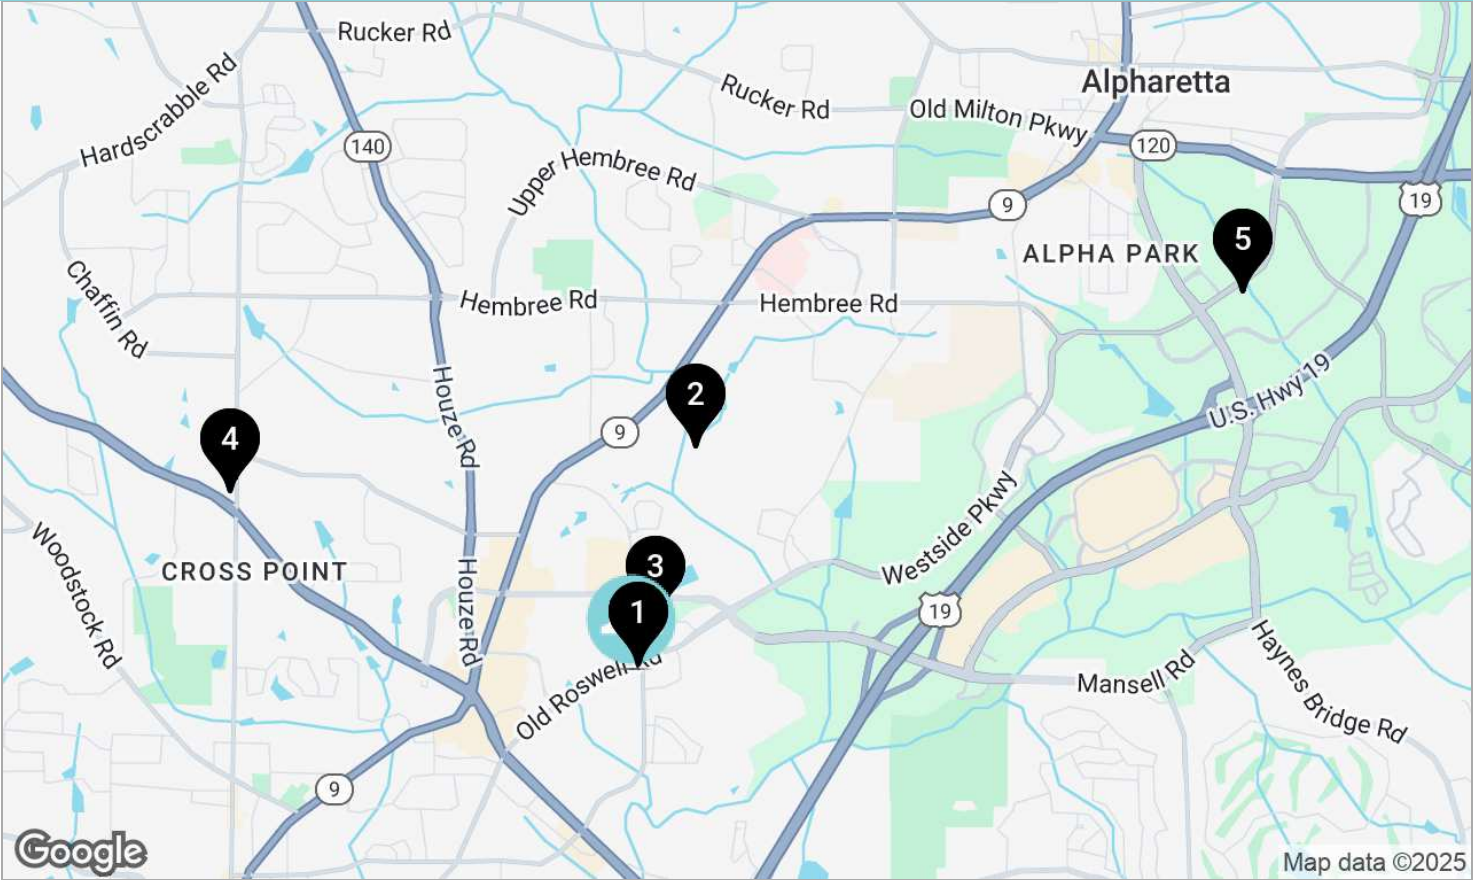 Rucker Rd
Hardscrabble Rd
Rucker Rd
Alpharetta
Old Milton Pkwy
140
120
Upper Hembree Rd
19
9
5
ALPHA PARK
Chaffin Rd
Hembree Rd
Hembree Rd
Houze Rd
U.S. Hwy 19
2
9
4
Westside Pkwy
Woodstock Rd
CROSS POINT
3
Houze Rd
1
19
Old Roswell Rd
Mansell Rd
Haynes Bridge Rd
9
Google
Map data ©2025